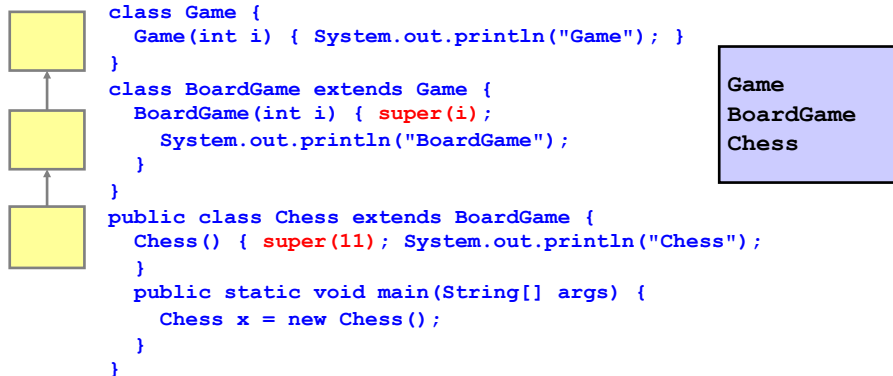 class Game {
  Game(int i) { System.out.println("Game"); }
}
class BoardGame extends Game {
  BoardGame(int i) { super(i);
    System.out.println("BoardGame");
  }
}
public class Chess extends BoardGame {
  Chess() { super(11); System.out.println("Chess");
  }
  public static void main(String[] args) {
    Chess x = new Chess();
  }
}
Game
BoardGame
Chess